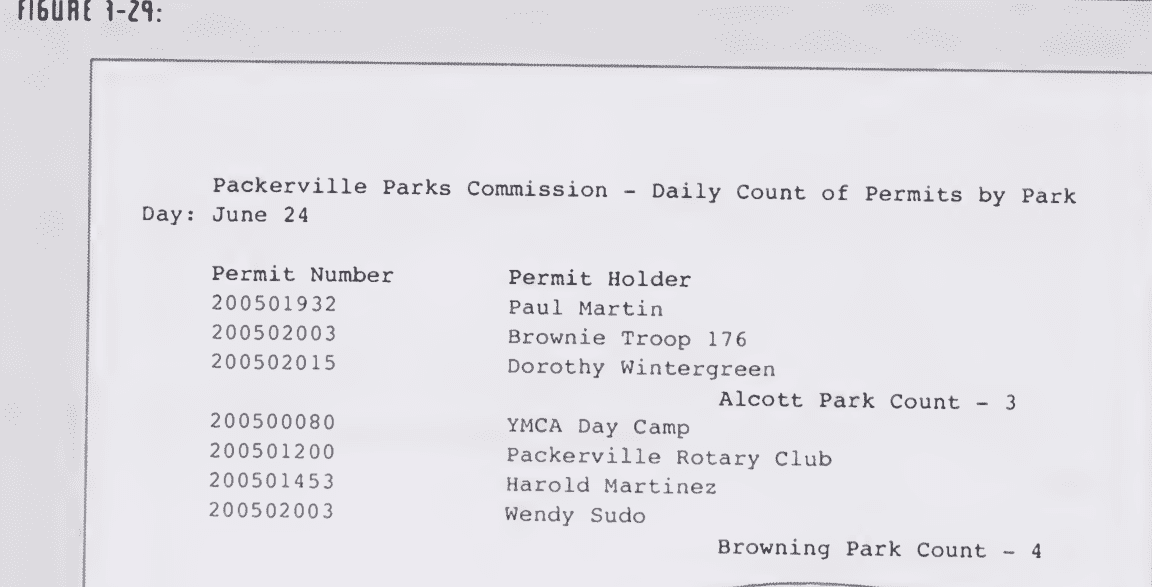 FIGURE 1-29:
Packerville Parks Commission - Daily Count of Permits by Park
Day: June 24
Permit Number Permit Holder
200501932 Paul Martin
200502003 Brownie Troop 176
200502015 Dorothy Wintergreen
Alcott Park Count - 3
200500080 YMCA Day Camp
200501200 Packerville Rotary Club
200501453 Harold Martinez
200502003 Wendy Sudo
Browning Park Count - 4